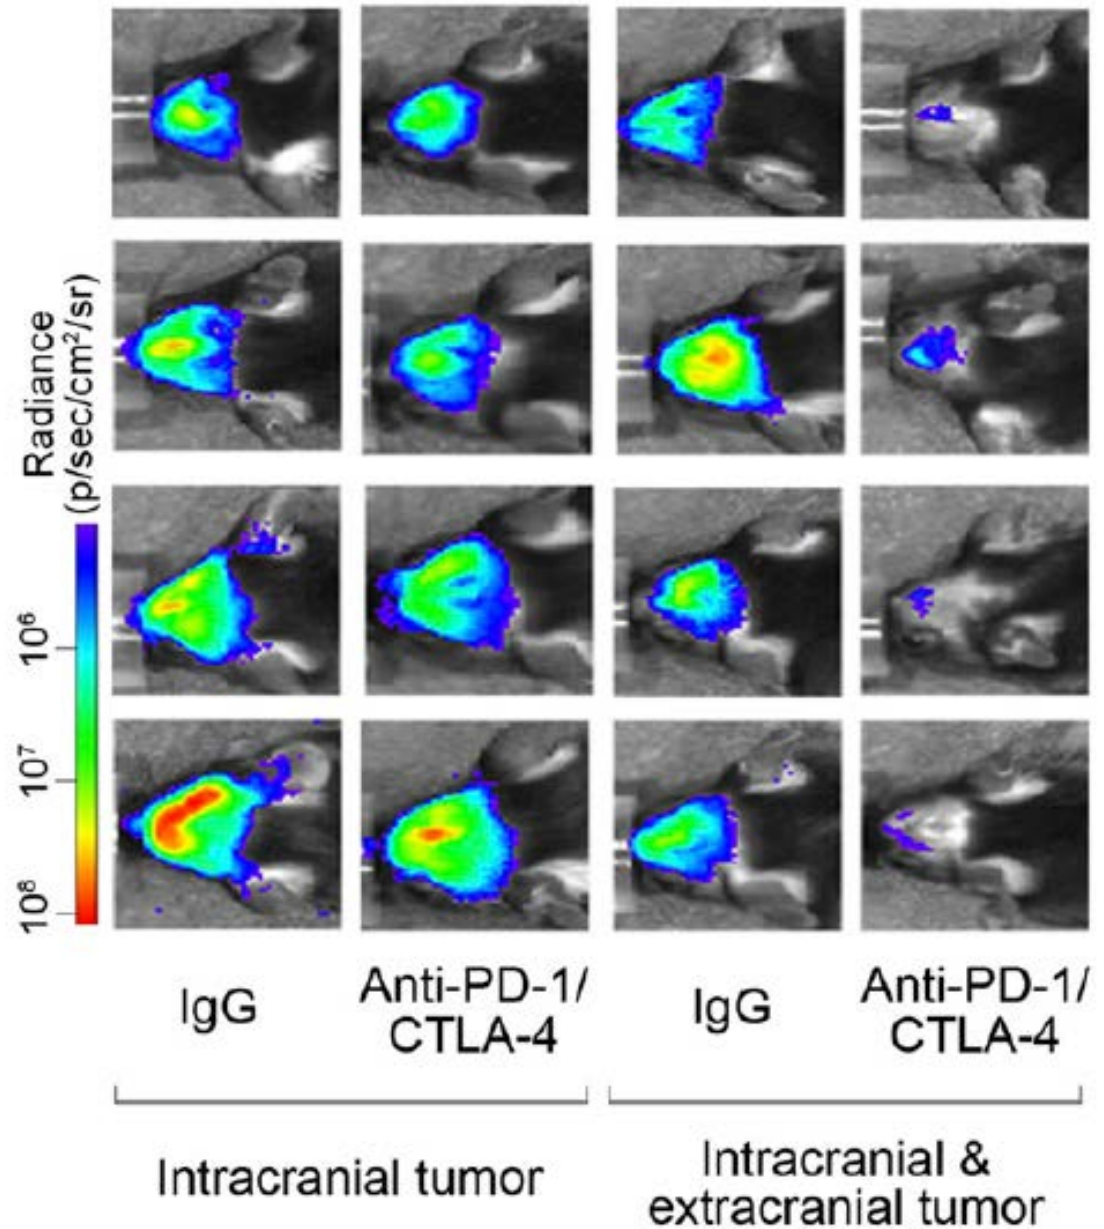 Radiance
(p/sec/cm²/sr)
10⁶
10⁷
10⁸
IgG
Anti-PD-1/
CTLA-4
IgG
Anti-PD-1/
CTLA-4
Intracranial tumor
Intracranial &
extracranial tumor